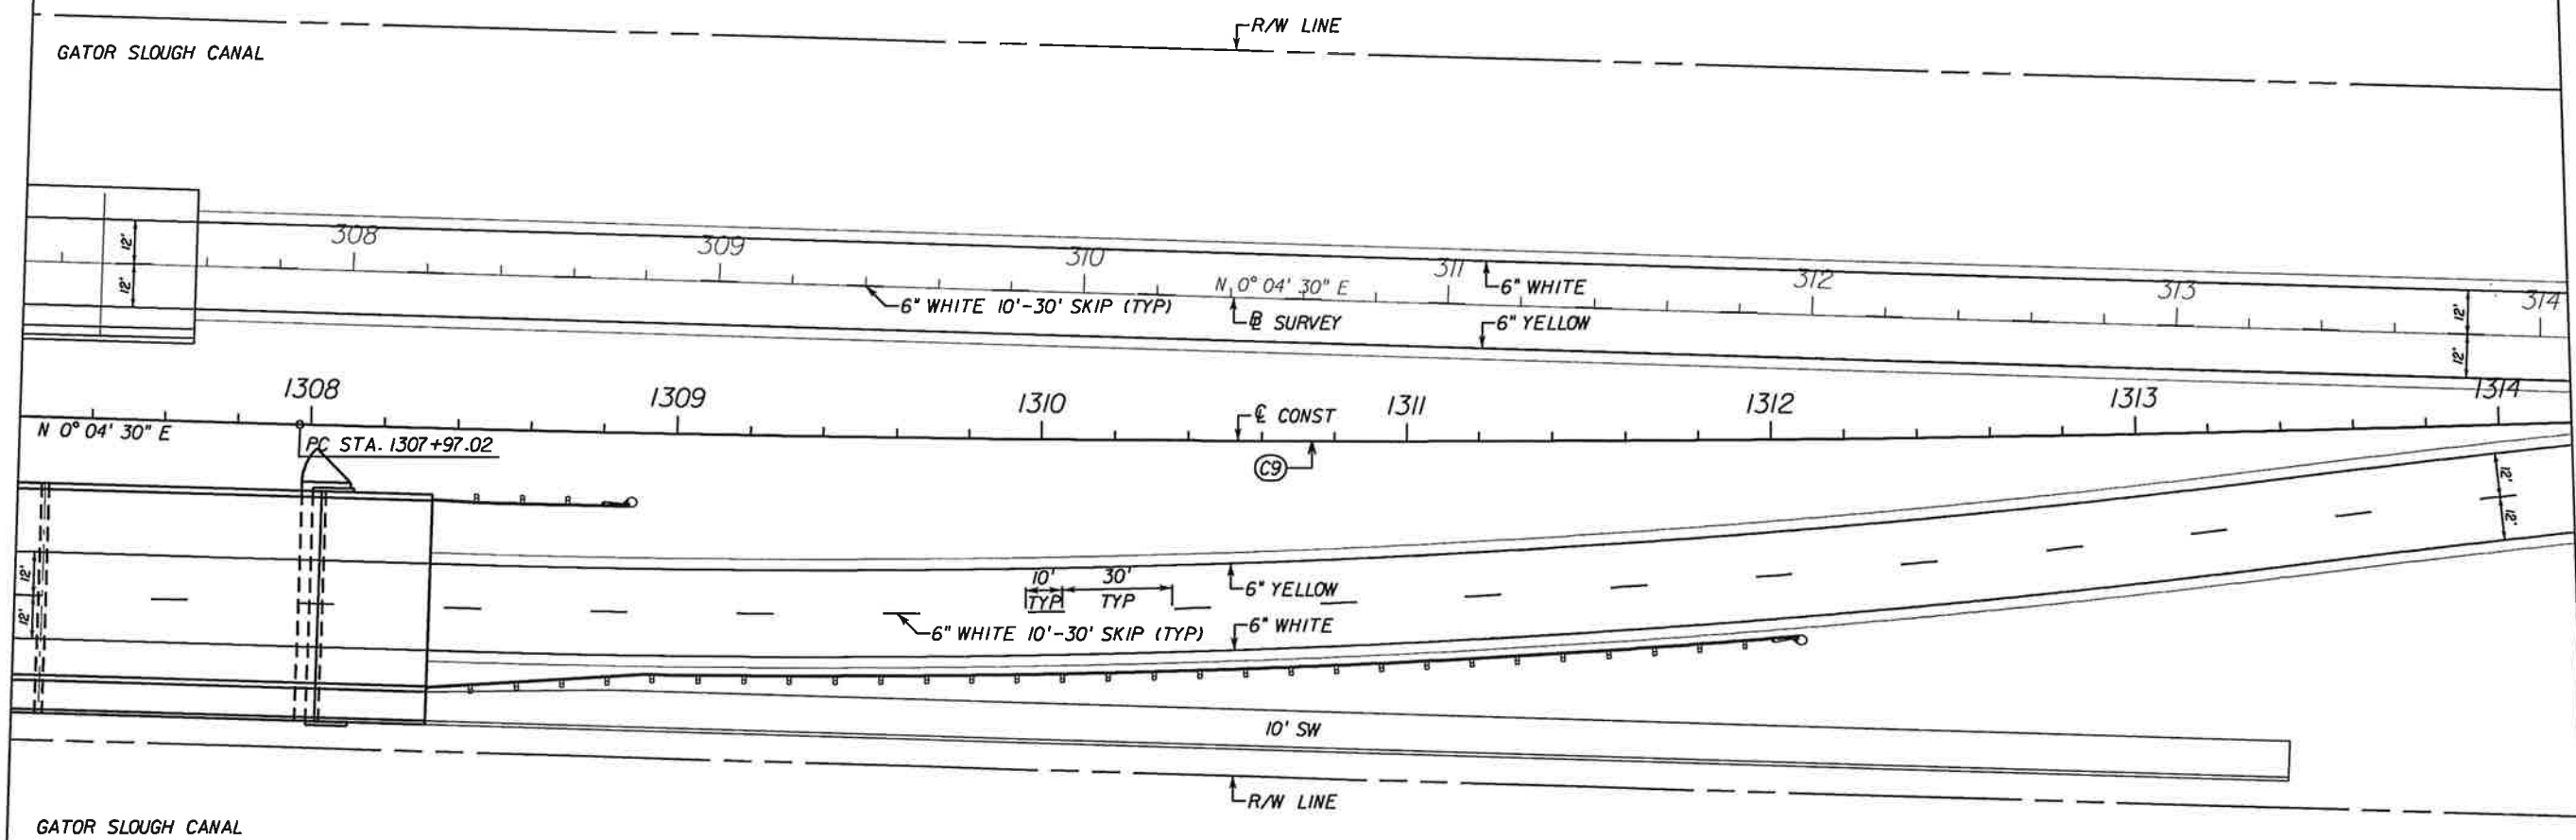 R/W LINE
GATOR SLOUGH CANAL
12'
12'
308
309
310
311
312
313
314
N 0° 04' 30" E
6" WHITE
6" WHITE 10'-30' SKIP (TYP)
℄ SURVEY
6" YELLOW
12'
12'
1308
1309
1310
1311
1312
1313
1314
N 0° 04' 30" E
PC STA. 1307+97.02
℄ CONST
C9
12'
12'
12'
12'
10'
TYP
30'
TYP
6" YELLOW
6" WHITE 10'-30' SKIP (TYP)
6" WHITE
10' SW
R/W LINE
GATOR SLOUGH CANAL